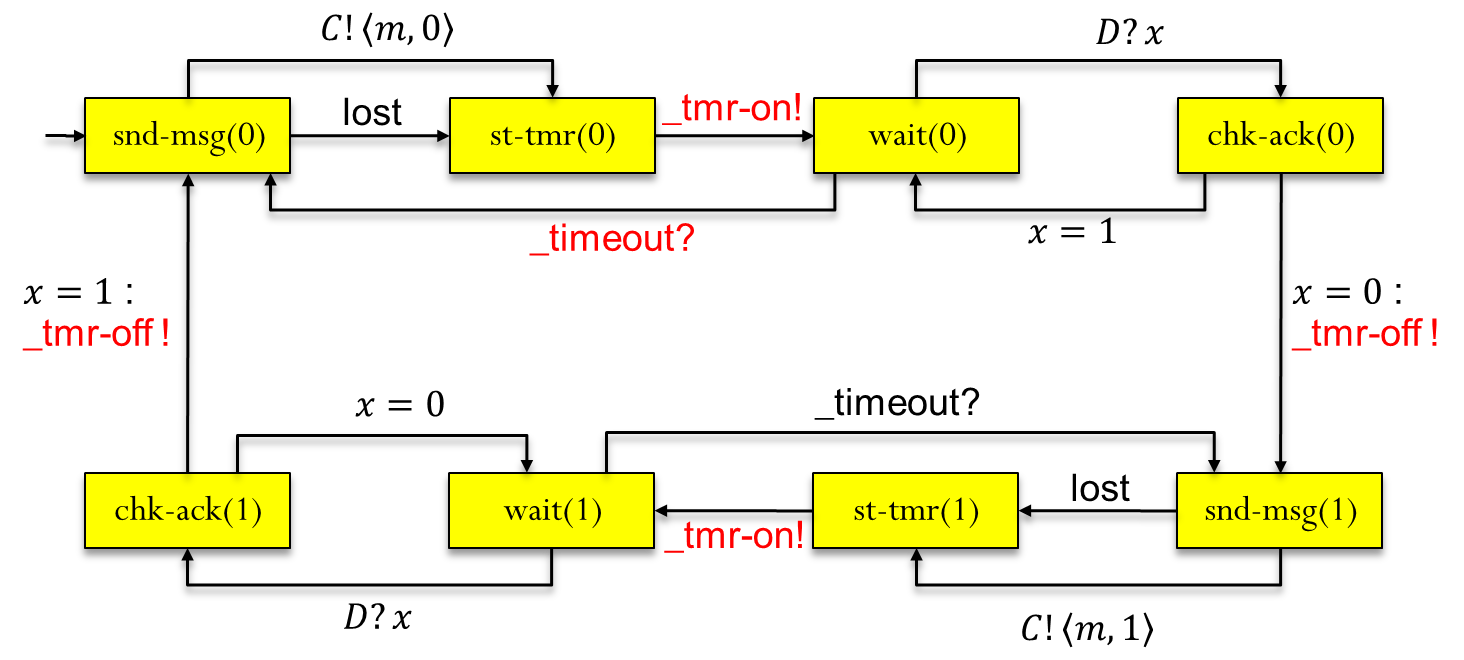 C!⟨m, 0⟩
D? x
snd-msg(0)
lost
st-tmr(0)
_tmr-on!
wait(0)
chk-ack(0)
_timeout?
x = 1
x = 1 :
_tmr-off !
x = 0 :
_tmr-off !
x = 0
_timeout?
chk-ack(1)
wait(1)
_tmr-on!
st-tmr(1)
lost
snd-msg(1)
D? x
C!⟨m, 1⟩